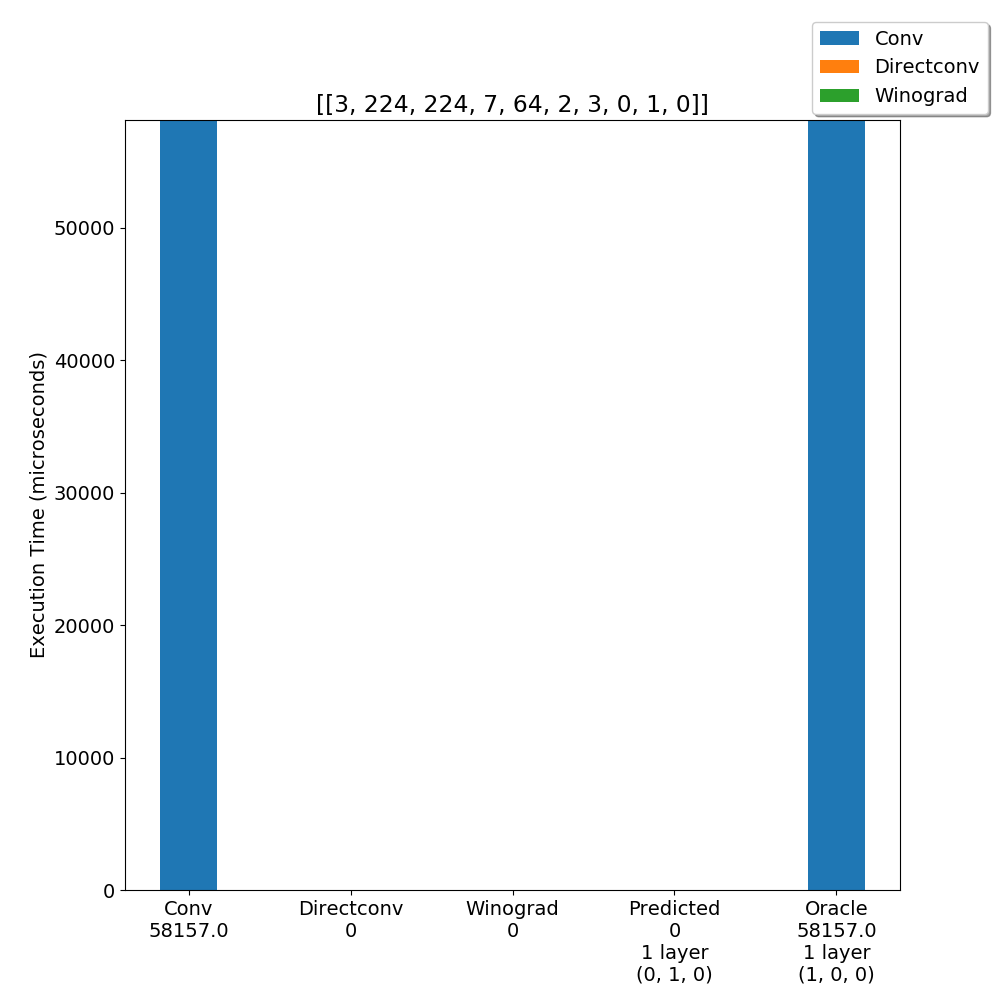 Conv
Directconv
Winograd
[[3, 224, 224, 7, 64, 2, 3, 0, 1, 0]]
Execution Time (microseconds)
50000
40000
30000
20000
10000
0
Conv
58157.0
Directconv
0
Winograd
0
Predicted
0
1 layer
(0, 1, 0)
Oracle
58157.0
1 layer
(1, 0, 0)